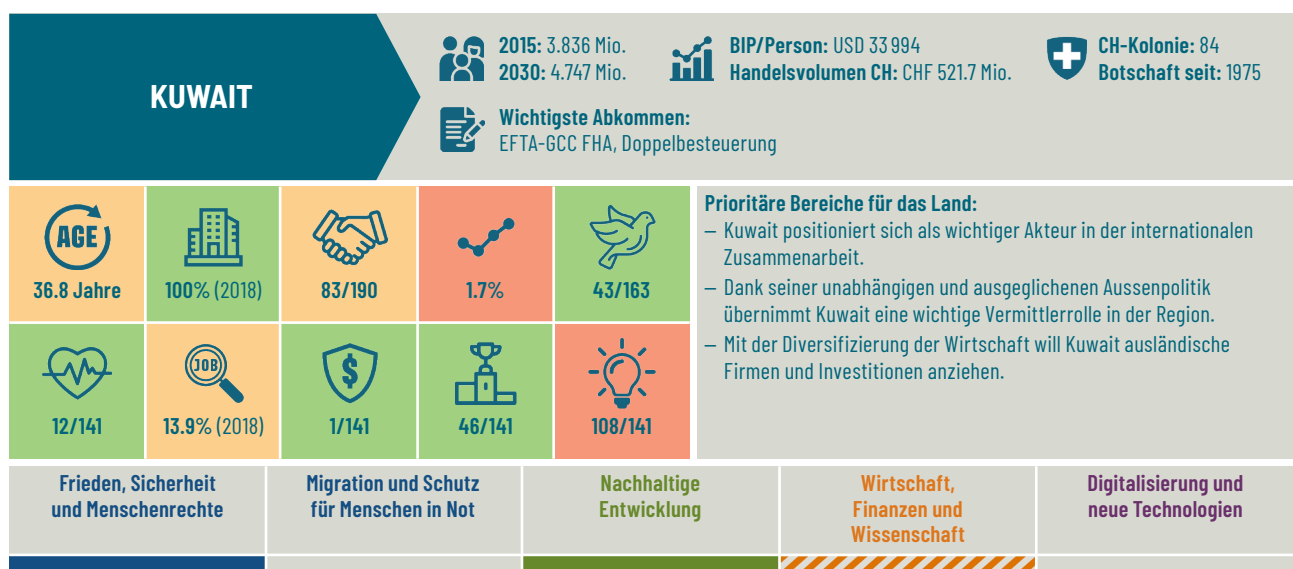 KUWAIT
2015: 3.836 Mio.
2030: 4.747 Mio.
BIP/Person: USD 33 994
Handelsvolumen CH: CHF 521.7 Mio.
CH-Kolonie: 84
Botschaft seit: 1975
Wichtigste Abkommen:
EFTA-GCC FHA, Doppelbesteuerung
AGE
36.8 Jahre
100% (2018)
83/190
1.7%
43/163
12/141
JOB
13.9% (2018)
$
1/141
46/141
108/141
Prioritäre Bereiche für das Land:
– Kuwait positioniert sich als wichtiger Akteur in der internationalen
Zusammenarbeit.
– Dank seiner unabhängigen und ausgeglichenen Aussenpolitik
übernimmt Kuwait eine wichtige Vermittlerrolle in der Region.
– Mit der Diversifizierung der Wirtschaft will Kuwait ausländische
Firmen und Investitionen anziehen.
Frieden, Sicherheit
und Menschenrechte
Migration und Schutz
für Menschen in Not
Nachhaltige
Entwicklung
Wirtschaft,
Finanzen und
Wissenschaft
Digitalisierung und
neue Technologien